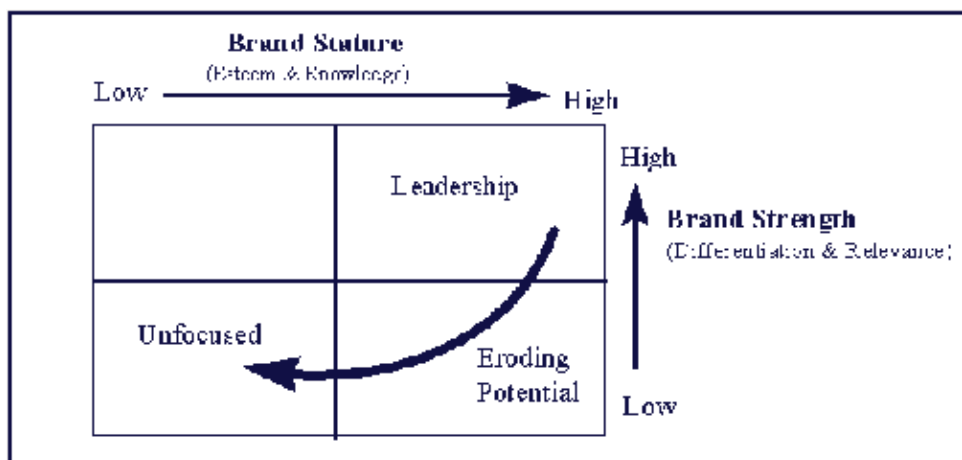 Brand Stature
(Esteem & Knowledge)
Low
High
High
Leadership
Brand Strength
(Differentiation & Relevance)
Unfocused
Eroding
Potential
Low